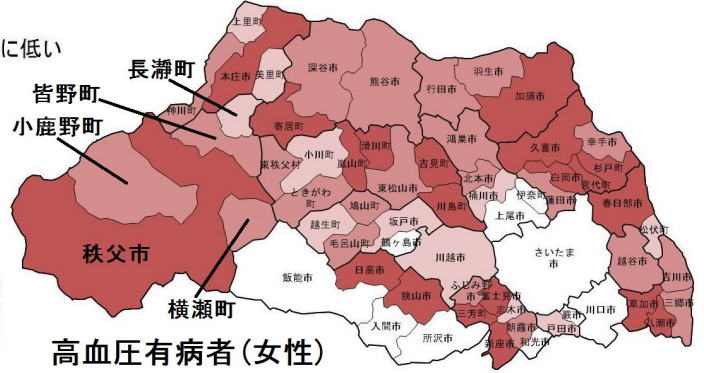 に低い
上里町
本庄市
美里町
深谷市
熊谷市
行田市
羽生市
加須市
長瀞町
皆野町
小鹿野町
神川町
寄居町
小川町
滑川町
嵐山町
吉見町
鴻巣市
久喜市
幸手市
杉戸町
宮代町
白岡市
東秩父村
ときがわ
町
東松山市
北本市
桶川市
伊奈町
蓮田市
春日部市
鳩山町
川島町
上尾市
越生町
毛呂山町
坂戸市
鶴ヶ島市
川越市
さいたま
市
松伏町
越谷市
吉川市
秩父市
横瀬町
飯能市
日高市
狭山市
ふじみ野
市
富士見市
三芳町
志木市
入間市
所沢市
新座市
朝霞市
和光市
戸田市
蕨市
川口市
草加市
八潮市
三郷市
高血圧有病者(女性)